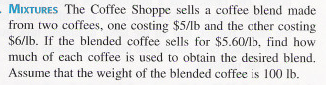 . MIXTURES The Coffee Shoppe sells a coffee blend made
from two coffees, one costing $5/lb and the other costing
$6/lb. If the blended coffee sells for $5.60/lb, find how
much of each coffee is used to obtain the desired blend.
Assume that the weight of the blended coffee is 100 lb.